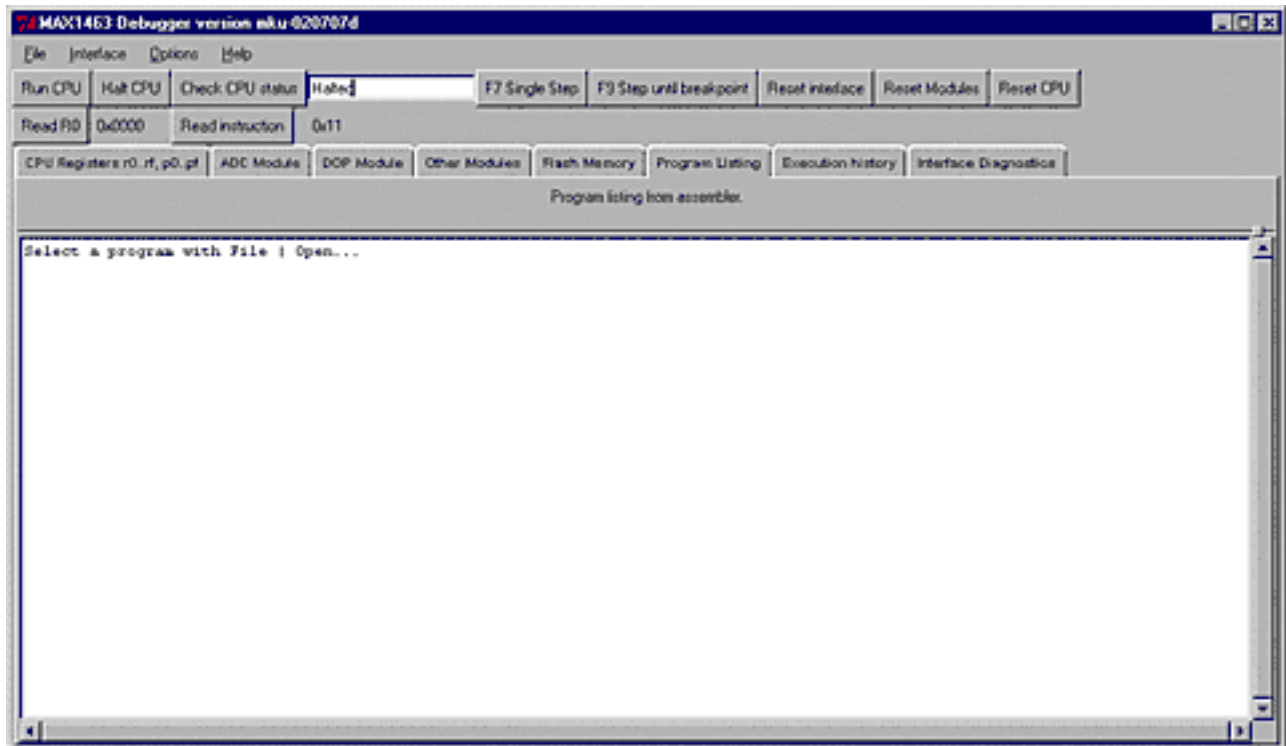 MAX1463 Debugger version mku-020707d
File Interface Options Help
Run CPU Halt CPU Check CPU status Halted F7 Single Step F9 Step until breakpoint Reset interface Reset Modules Reset CPU
Read R0 0x0000 Read instruction 0x11
CPU Registers r0..rf, p0..pf ADC Module DOP Module Other Modules Flash Memory Program Listing Execution history Interface Diagnostics
Program listing from assembler.
Select a program with File | Open...